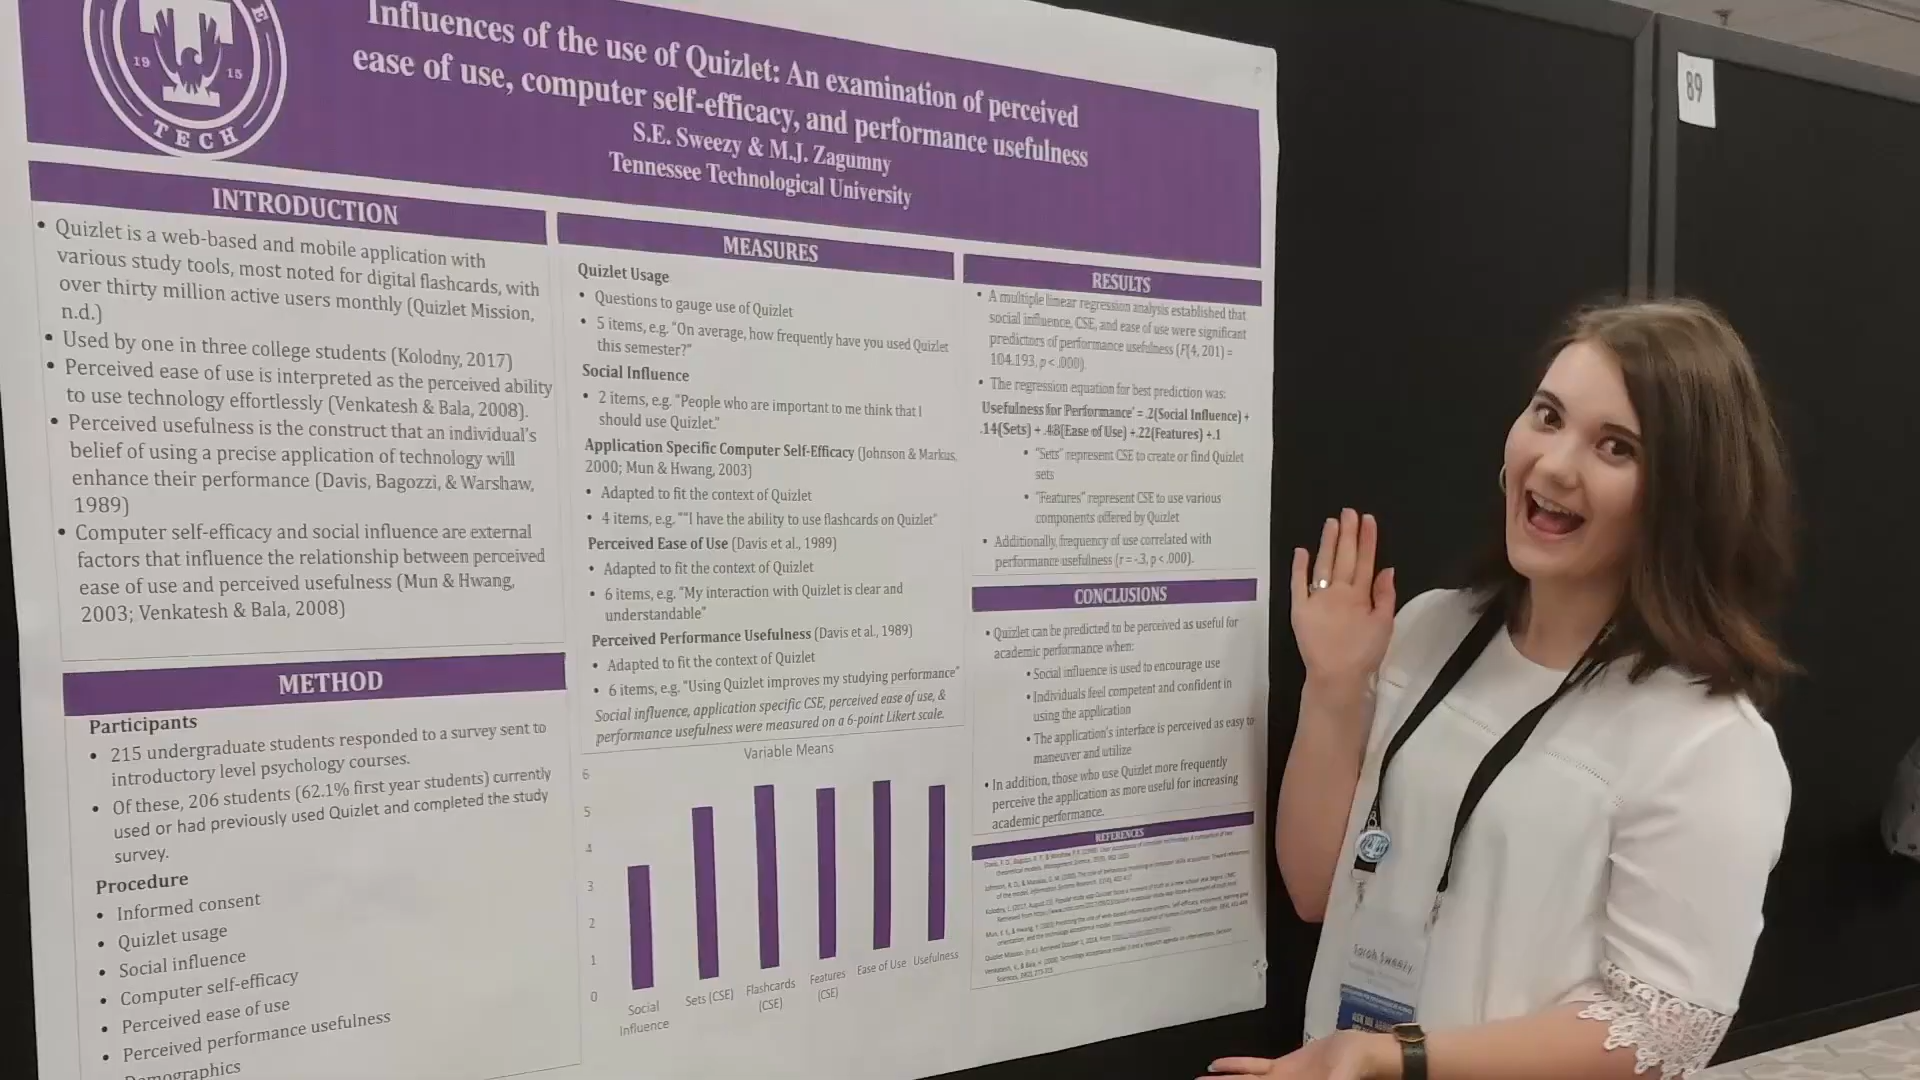 E
19
15
TECH
Influences of the use of Quizlet: An examination of perceived
ease of use, computer self-efficacy, and performance usefulness
S.E. Sweezy & M.J. Zagumny
Tennessee Technological University
INTRODUCTION
• Quizlet is a web-based and mobile application with
various study tools, most noted for digital flashcards, with
over thirty million active users monthly (Quizlet Mission,
n.d.)
• Used by one in three college students (Kolodny, 2017)
• Perceived ease of use is interpreted as the perceived ability
to use technology effortlessly (Venkatesh & Bala, 2008).
• Perceived usefulness is the construct that an individual's
belief of using a precise application of technology will
enhance their performance (Davis, Bagozzi, & Warshaw,
1989)
• Computer self-efficacy and social influence are external
factors that influence the relationship between perceived
ease of use and perceived usefulness (Mun & Hwang,
2003; Venkatesh & Bala, 2008)
METHOD
Participants
• 215 undergraduate students responded to a survey sent to
introductory level psychology courses.
• Of these, 206 students (62.1% first year students) currently
used or had previously used Quizlet and completed the study
survey.
Procedure
• Informed consent
• Quizlet usage
• Social influence
• Computer self-efficacy
• Perceived ease of use
• Perceived performance usefulness
Demographics
MEASURES
Quizlet Usage
• Questions to gauge use of Quizlet
• 5 items, e.g. "On average, how frequently have you used Quizlet
this semester?"
Social Influence
• 2 items, e.g. "People who are important to me think that I
should use Quizlet."
Application Specific Computer Self-Efficacy (Johnson & Markus,
2000; Mun & Hwang, 2003)
• Adapted to fit the context of Quizlet
• 4 items, e.g. ""I have the ability to use flashcards on Quizlet"
Perceived Ease of Use (Davis et al., 1989)
• Adapted to fit the context of Quizlet
• 6 items, e.g. "My interaction with Quizlet is clear and
understandable"
Perceived Performance Usefulness (Davis et al., 1989)
• Adapted to fit the context of Quizlet
• 6 items, e.g. "Using Quizlet improves my studying performance"
Social influence, application specific CSE, perceived ease of use, &
performance usefulness were measured on a 6-point Likert scale.
Variable Means
6
5
4
3
2
1
0
Social
Influence
Sets (CSE)
Flashcards
(CSE)
Features
(CSE)
Ease of Use
Usefulness
RESULTS
• A multiple linear regression analysis established that
social influence, CSE, and ease of use were significant
predictors of performance usefulness (F(4, 201) =
104.193, p < .000).
• The regression equation for best prediction was:
Usefulness for Performance' = .2(Social Influence) +
.14(Sets) + .48(Ease of Use) +.22(Features) +.1
• "Sets" represent CSE to create or find Quizlet
sets
• "Features" represent CSE to use various
components offered by Quizlet
• Additionally, frequency of use correlated with
performance usefulness (r = -.3, p < .000).
CONCLUSIONS
• Quizlet can be predicted to be perceived as useful for
academic performance when:
• Social influence is used to encourage use
• Individuals feel competent and confident in
using the application
• The application's interface is perceived as easy to
maneuver and utilize
• In addition, those who use Quizlet more frequently
perceive the application as more useful for increasing
academic performance.
REFERENCES
89
Sarah Sweezy